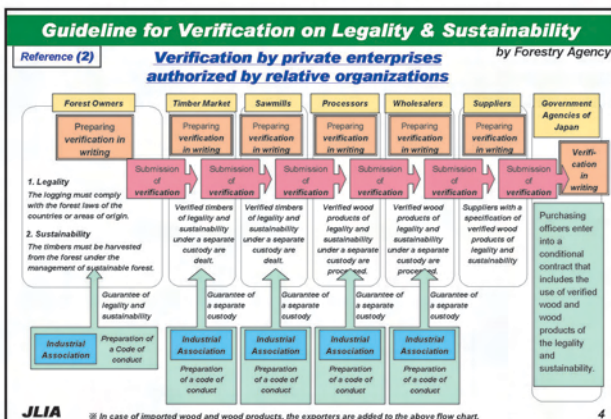 Guideline for Verification on Legality & Sustainability
Reference (2)
by Forestry Agency
Verification by private enterprises
authorized by relative organizations
Forest Owners
Timber Market
Sawmills
Processors
Wholesalers
Suppliers
Government
Agencies of
Japan
Preparing
verification in
writing
Preparing
verification
in writing
Preparing
verification
in writing
Preparing
verification
in writing
Preparing
verification
in writing
Preparing
verification
in writing
Verifi-
cation
in writing
Submission
of
verification
Submission
of
verification
Submission
of
verification
Submission
of
verification
Submission
of
verification
Submission
of
verification
1. Legality
The logging must comply
with the forest laws of the
countries or areas of origin.
2. Sustainability
The timbers must be harvested
from the forest under the
management of sustainable forest.
Verified timbers
of legality and
sustainability
under a separate
custody are
dealt.
Verified timbers
of legality and
sustainability
under a separate
custody are
dealt.
Verified wood
products of
legality and
sustainability
under a separate
custody are
processed.
Verified wood
products of
legality and
sustainability
under a separate
custody are
processed.
Suppliers with a
specification of
verified wood
products of
legality and
sustainability
Purchasing
officers enter
into a
conditional
contract that
includes the
use of verified
wood and
wood
products of
the legality
and
sustainability.
Guarantee of
legality and
sustainability
Guarantee of
a separate
custody
Guarantee of
a separate
custody
Guarantee of
a separate
custody
Guarantee of
a separate
custody
Industrial
Association
Preparation of
a Code of
conduct
Industrial
Association
Preparation
of a code of
conduct
Industrial
Association
Preparation
of a code of
conduct
Industrial
Association
Preparation
of a code of
conduct
Industrial
Association
Preparation
of a code of
conduct
JLIA
※ In case of imported wood and wood products, the exporters are added to the above flow chart.